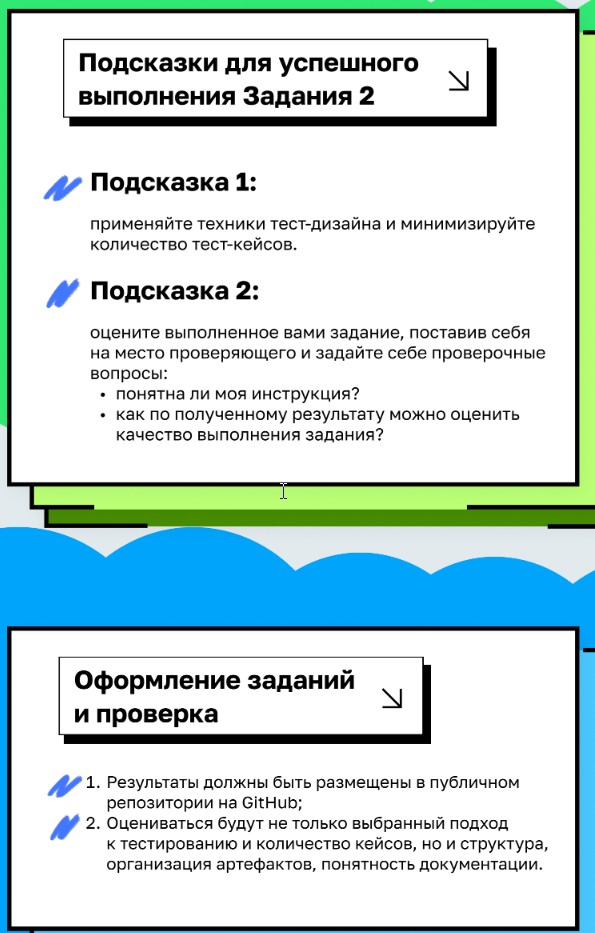 Подсказки для успешного
выполнения Задания 2
Подсказка 1:
применяйте техники тест-дизайна и минимизируйте
количество тест-кейсов.
Подсказка 2:
оцените выполненное вами задание, поставив себя
на место проверяющего и задайте себе проверочные
вопросы:
• понятна ли моя инструкция?
• как по полученному результату можно оценить
качество выполнения задания?
Оформление заданий
и проверка
1. Результаты должны быть размещены в публичном
репозитории на GitHub;
2. Оцениваться будут не только выбранный подход
к тестированию и количество кейсов, но и структура,
организация артефактов, понятность документации.